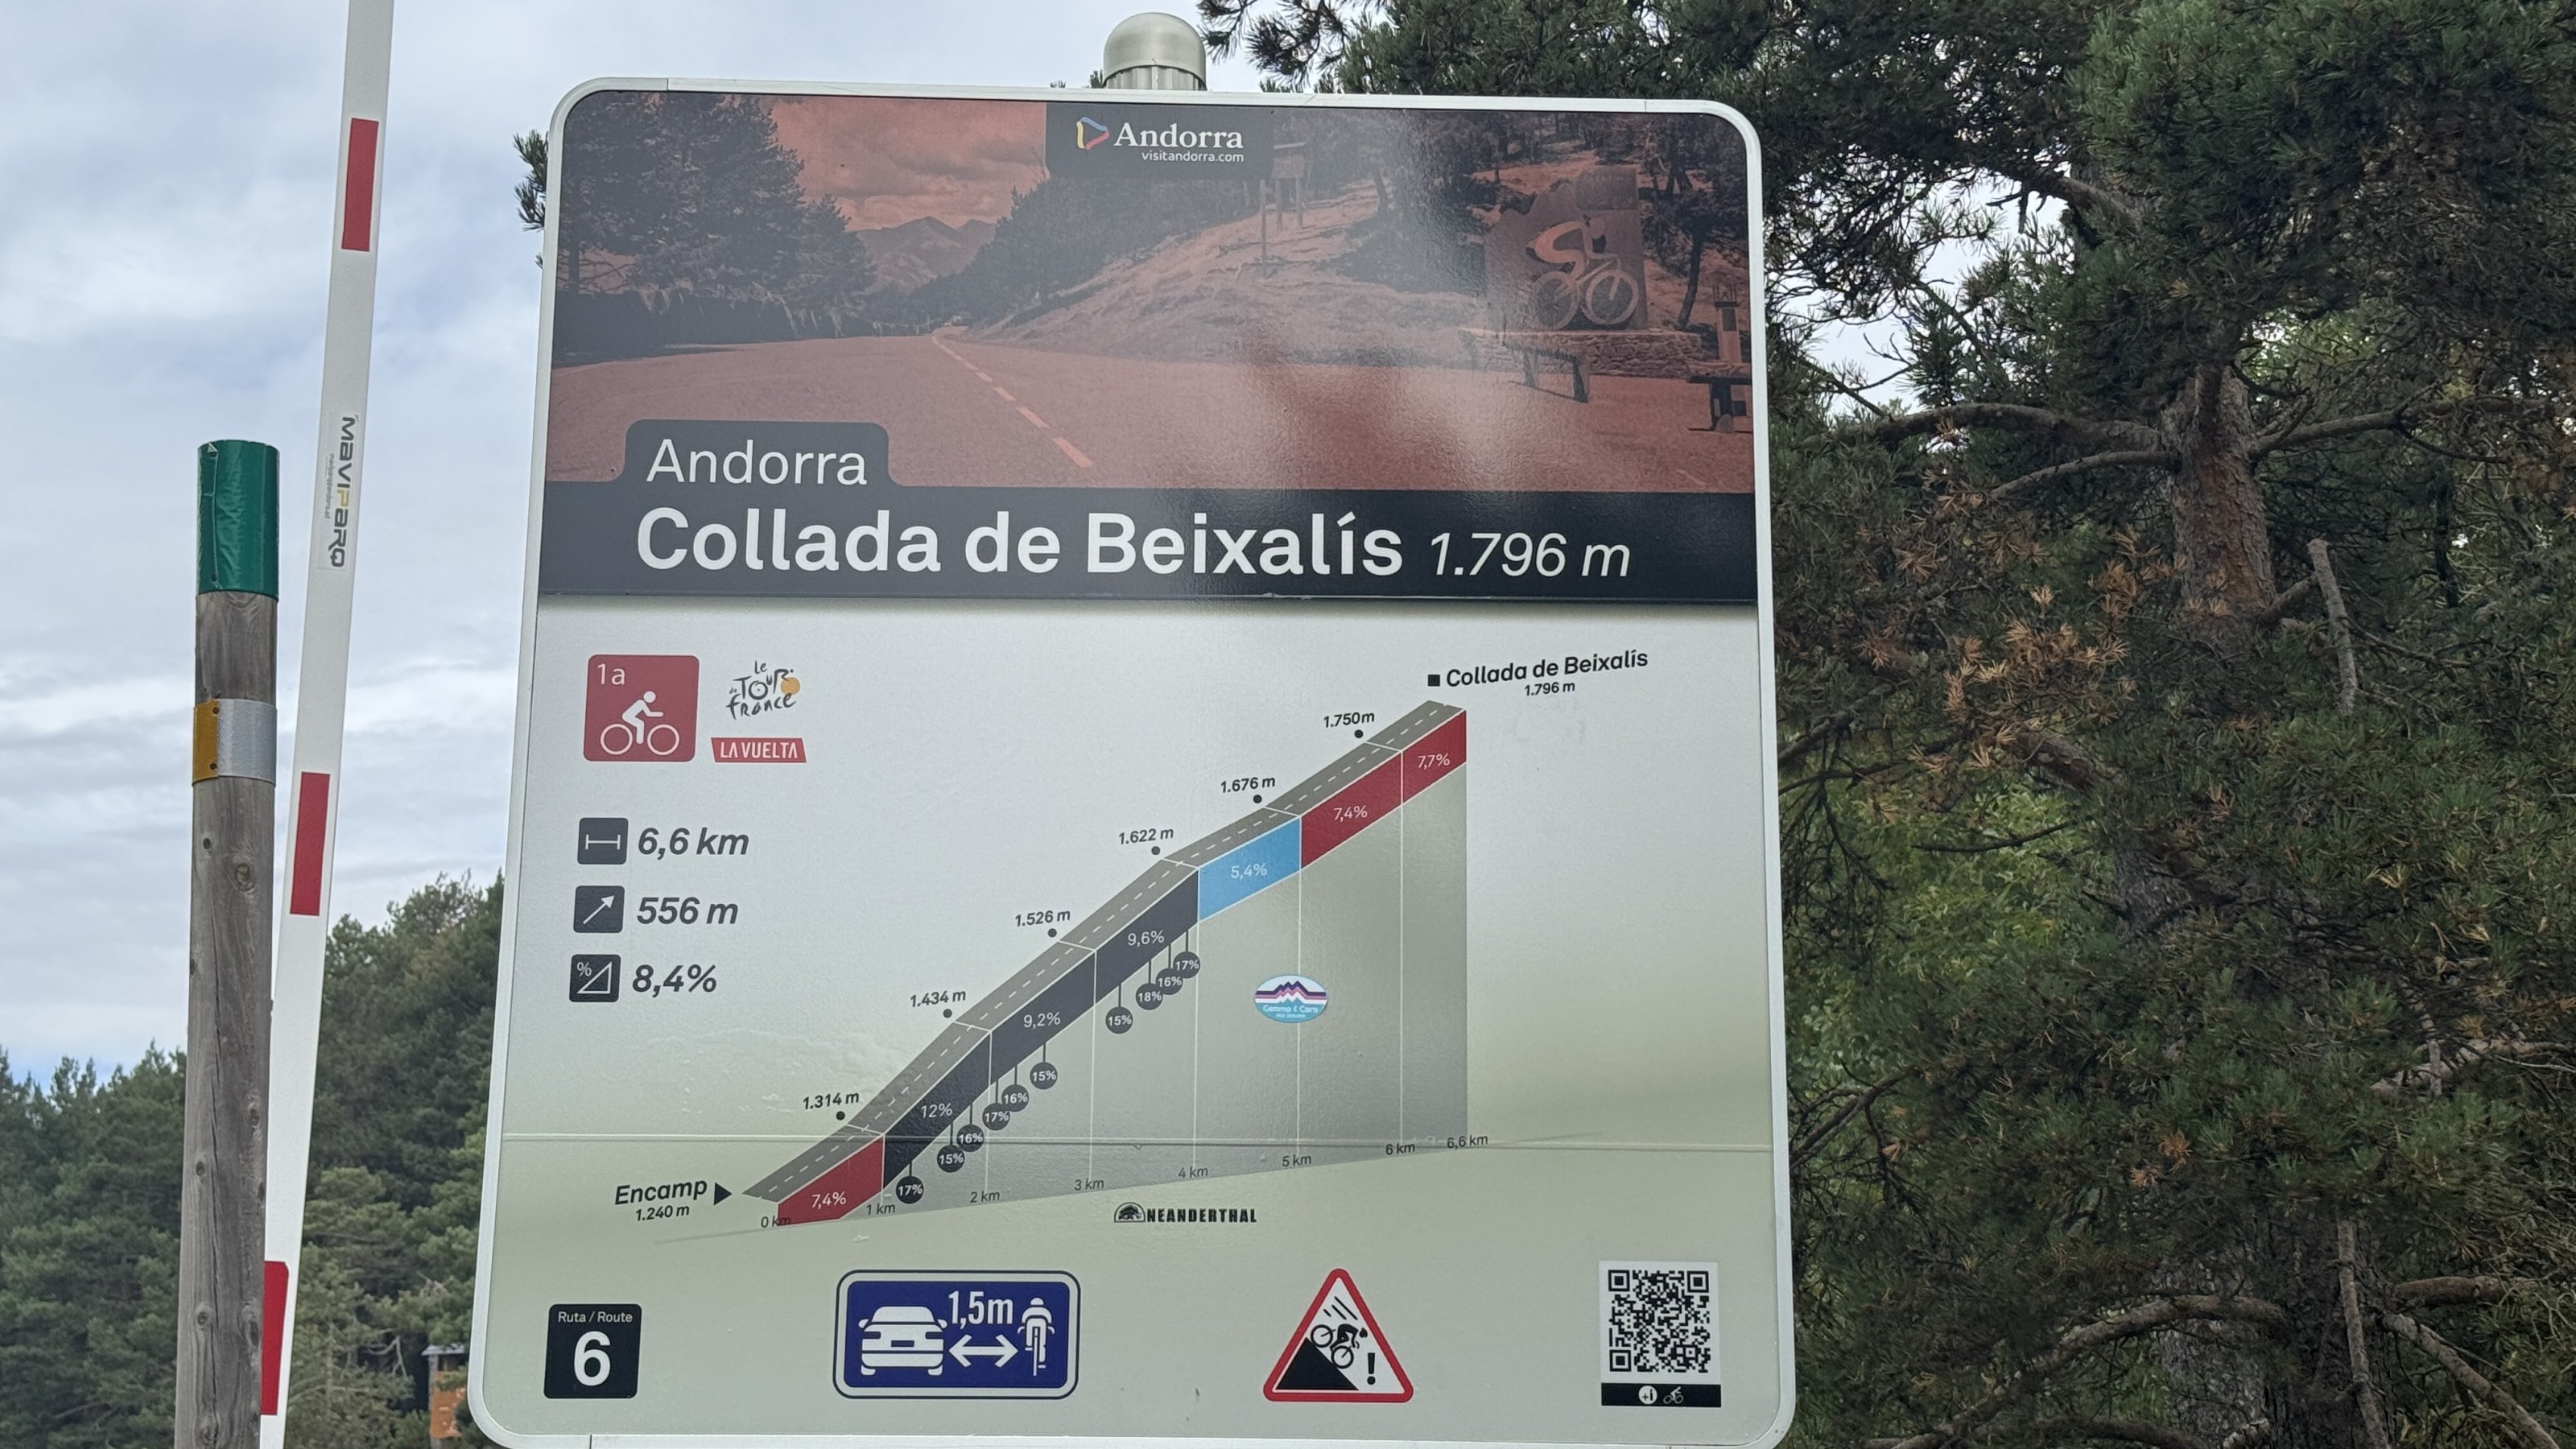 Andorra
visitandorra.com
MAVIParq
Andorra
Collada de Beixalís 1.796 m
1a
le
TOUR
de
france
LA VUELTA
6,6 km
556 m
%
8,4%
Collada de Beixalís
1.796 m
1.750m
7,7%
1.676 m
7,4%
1.622 m
5,4%
1.526 m
9,6%
17%
16%
18%
15%
1.434 m
9,2%
15%
16%
17%
1.314 m
12%
16%
15%
17%
Encamp
1.240 m
7,4%
0 km
1 km
2 km
3 km
4 km
5 km
6 km
6,6 km
Gemma & Caro
NEANDERTHAL
Ruta / Route
6
1,5m
!
+i